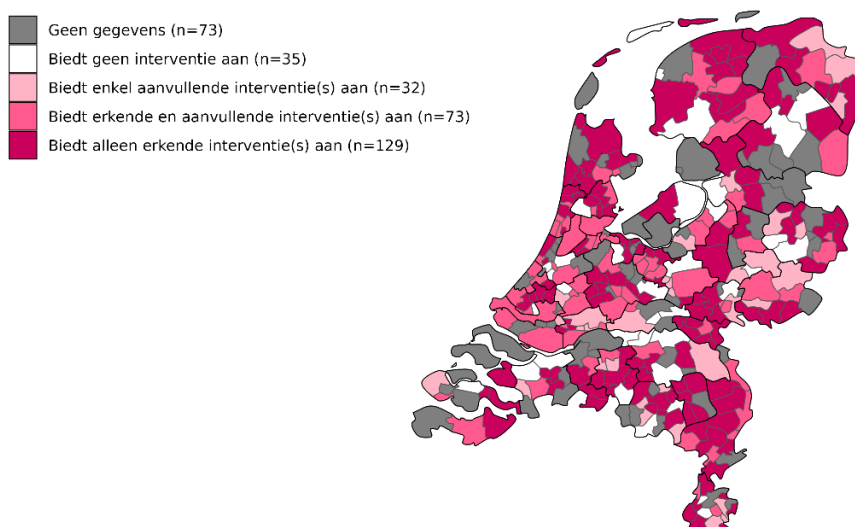 Geen gegevens (n=73)
Biedt geen interventie aan (n=35)
Biedt enkel aanvullende interventie(s) aan (n=32)
Biedt erkende en aanvullende interventie(s) aan (n=73)
Biedt alleen erkende interventie(s) aan (n=129)